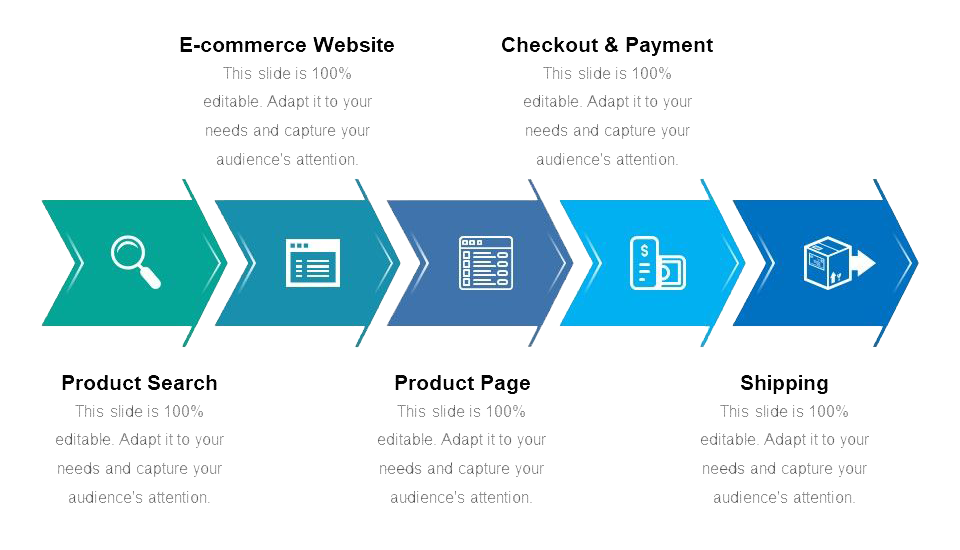 E-commerce Website
This slide is 100%
editable. Adapt it to your
needs and capture your
audience's attention.
Checkout & Payment
This slide is 100%
editable. Adapt it to your
needs and capture your
audience's attention.
$
Product Search
This slide is 100%
editable. Adapt it to your
needs and capture your
audience's attention.
Product Page
This slide is 100%
editable. Adapt it to your
needs and capture your
audience's attention.
Shipping
This slide is 100%
editable. Adapt it to your
needs and capture your
audience's attention.